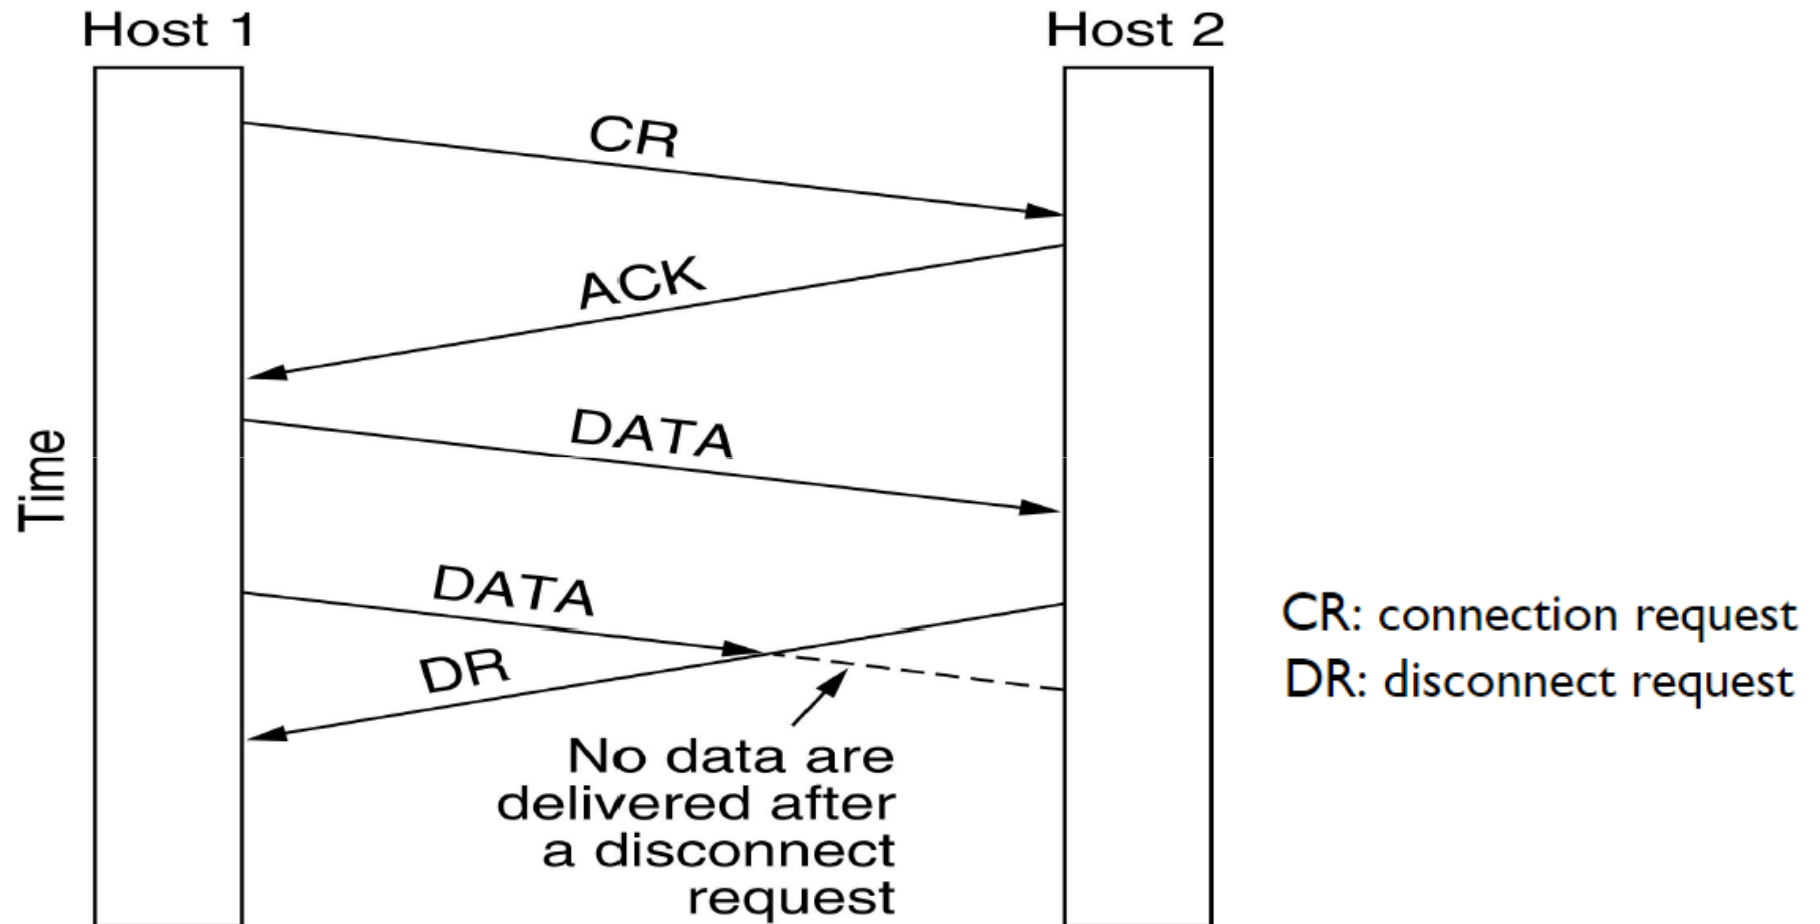 Host 1
Host 2
CR
ACK
Time
DATA
DATA
DR
No data are
delivered after
a disconnect
request
CR: connection request
DR: disconnect request